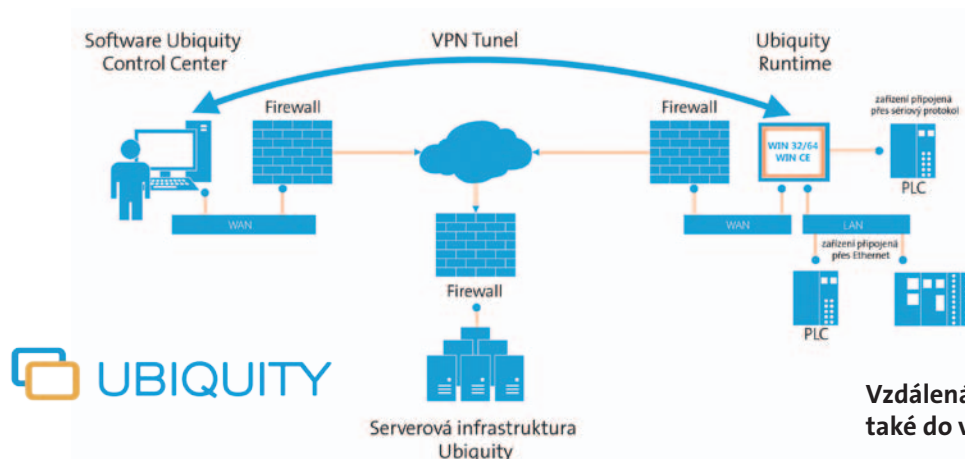 Software Ubiquity
Control Center
VPN Tunel
Ubiquity
Runtime
Firewall
Firewall
zařízení připojená
přes sériový protokol
WIN 32/64
WIN CE
PLC
WAN
WAN
LAN
zařízení připojená
přes Ethernet
Firewall
PLC
UBIQUITY
Serverová infrastruktura
Ubiquity
Vzdálená
také do v